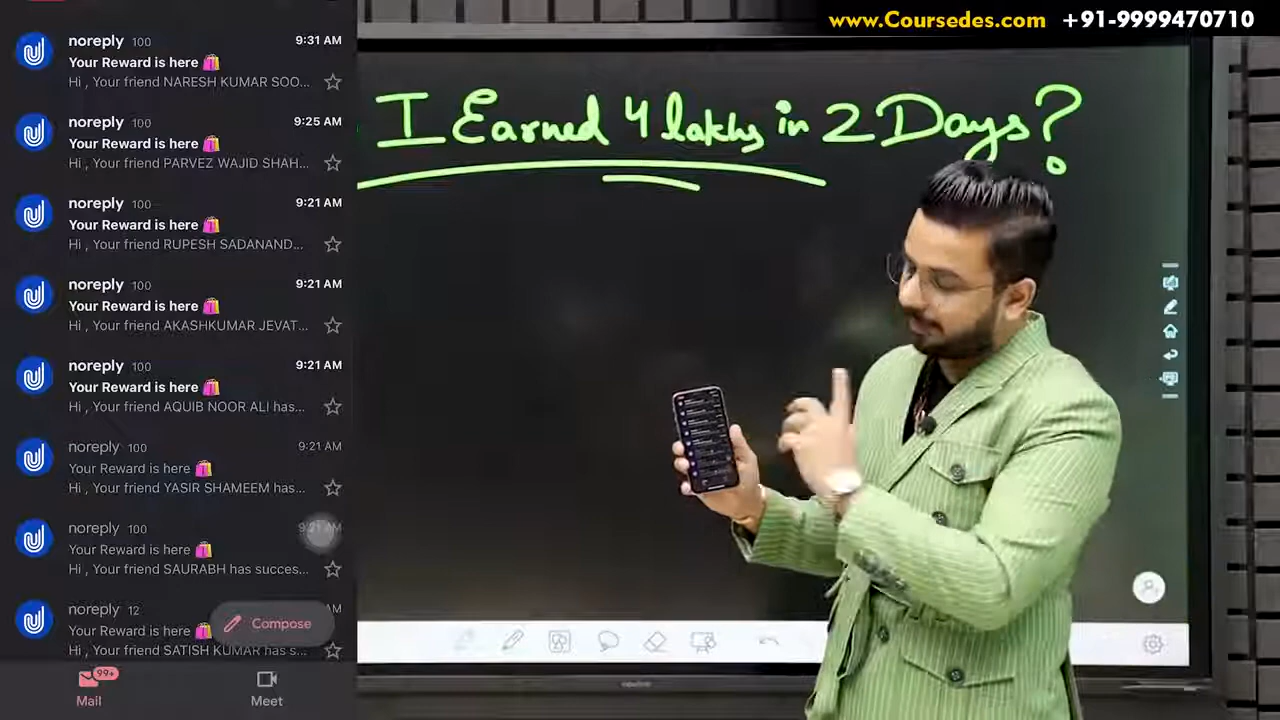 www.Coursedes.com +91-9999470710
I Earned 4 lakhs in 2 Days?
noreply 100 9:31 AM
Your Reward is here 🛍️
Hi , Your friend NARESH KUMAR SOO...
noreply 100 9:25 AM
Your Reward is here 🛍️
Hi , Your friend PARVEZ WAJID SHAH...
noreply 100 9:21 AM
Your Reward is here 🛍️
Hi , Your friend RUPESH SADANAND...
noreply 100 9:21 AM
Your Reward is here 🛍️
Hi , Your friend AKASHKUMAR JEVAT...
noreply 100 9:21 AM
Your Reward is here 🛍️
Hi , Your friend AQUIB NOOR ALI has...
noreply 100 9:21 AM
Your Reward is here 🛍️
Hi , Your friend YASIR SHAMEEM has...
noreply 100 9:21 AM
Your Reward is here 🛍️
Hi , Your friend SAURABH has succes...
noreply 12 AM
Your Reward is here 🛍️
Hi , Your friend SATISH KUMAR has s...
Compose
99+
Mail Meet